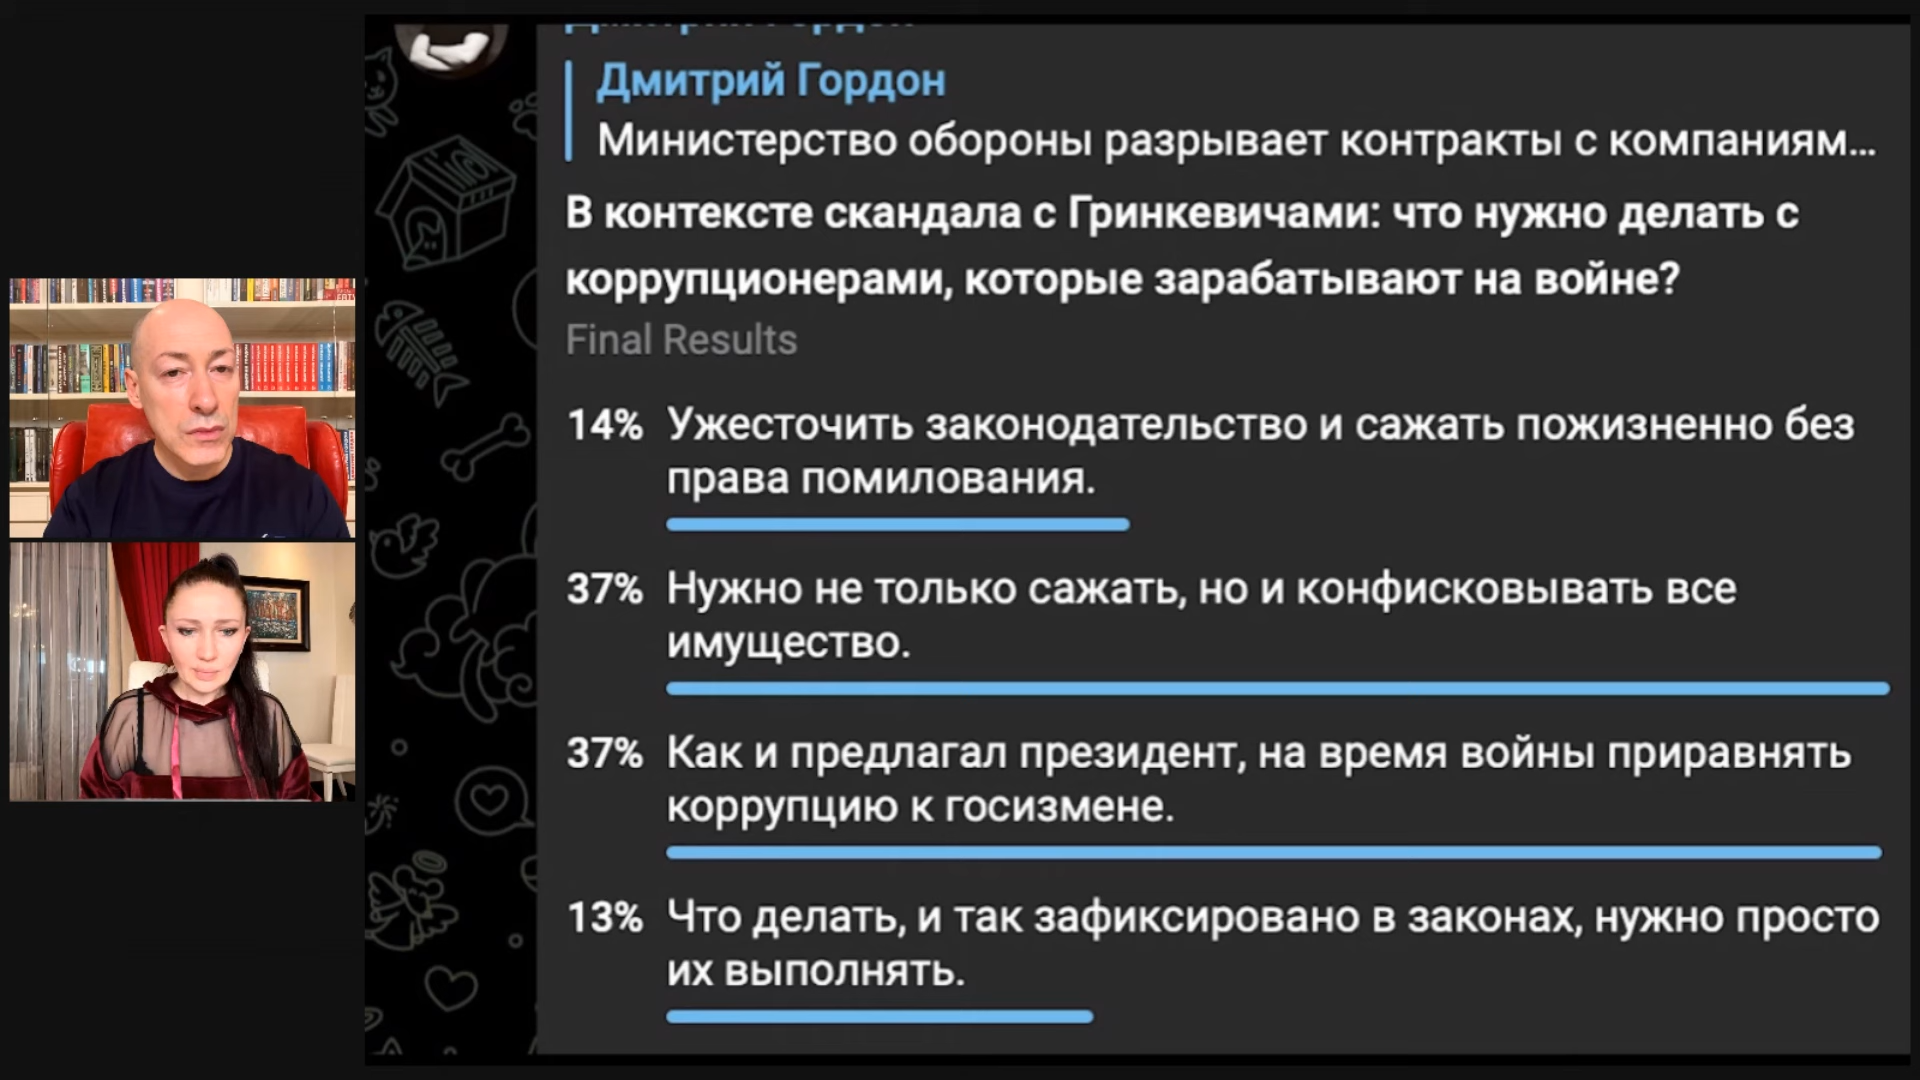 Дмитрий Гордон
Дмитрий Гордон
Министерство обороны разрывает контракты с компаниям...
В контексте скандала с Гринкевичами: что нужно делать с
коррупционерами, которые зарабатывают на войне?
Final Results
14% Ужесточить законодательство и сажать пожизненно без
права помилования.
37% Нужно не только сажать, но и конфисковывать все
имущество.
37% Как и предлагал президент, на время войны приравнять
коррупцию к госизмене.
13% Что делать, и так зафиксировано в законах, нужно просто
их выполнять.